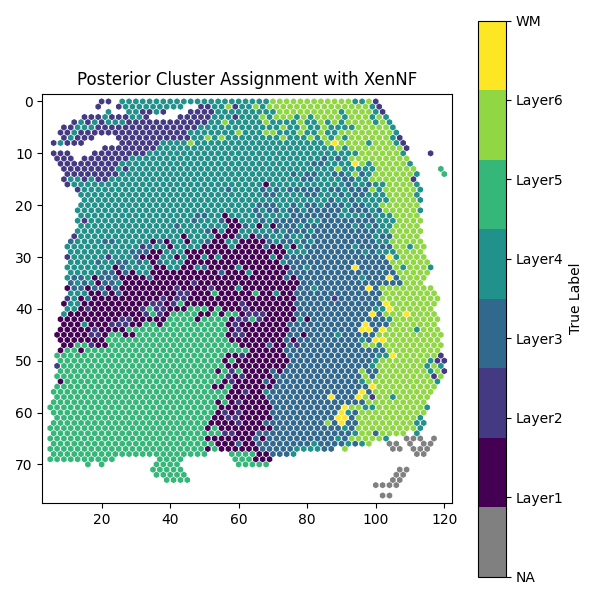 Posterior Cluster Assignment with XenNF
0
10
20
30
40
50
60
70
20
40
60
80
100
120
WM
Layer6
Layer5
Layer4
Layer3
Layer2
Layer1
NA
True Label